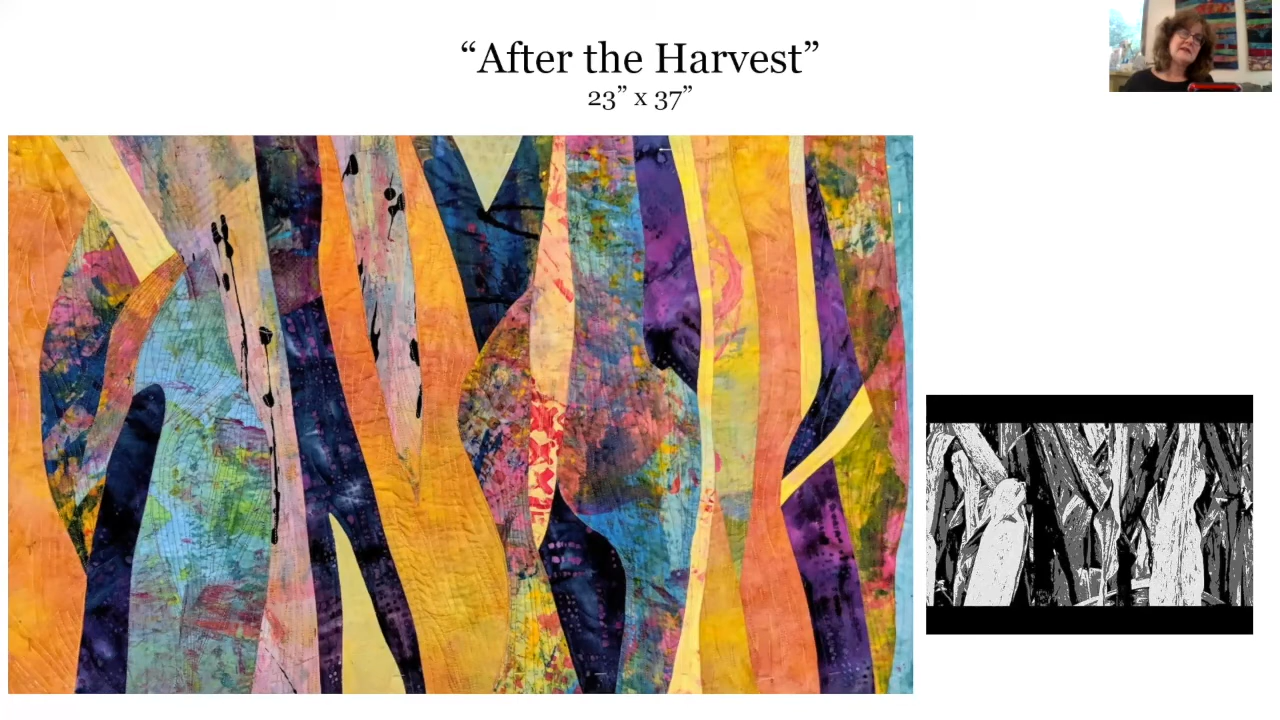 “After the Harvest”
23” x 37”